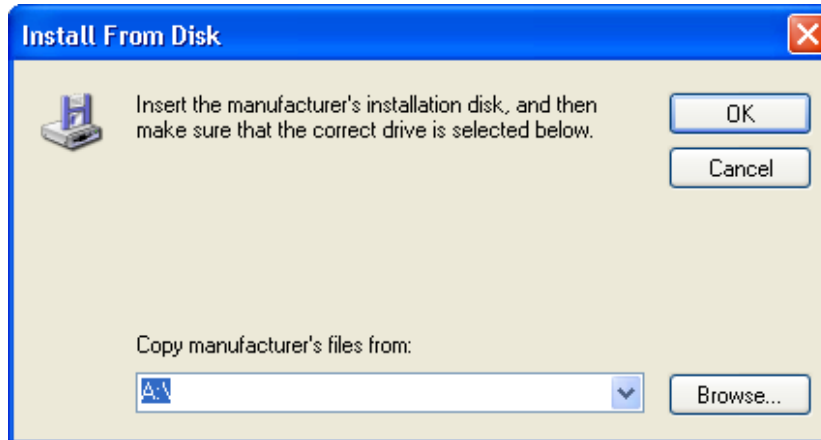 Install From Disk
Insert the manufacturer's installation disk, and then
make sure that the correct drive is selected below.
OK
Cancel
Copy manufacturer's files from:
A:\
Browse...